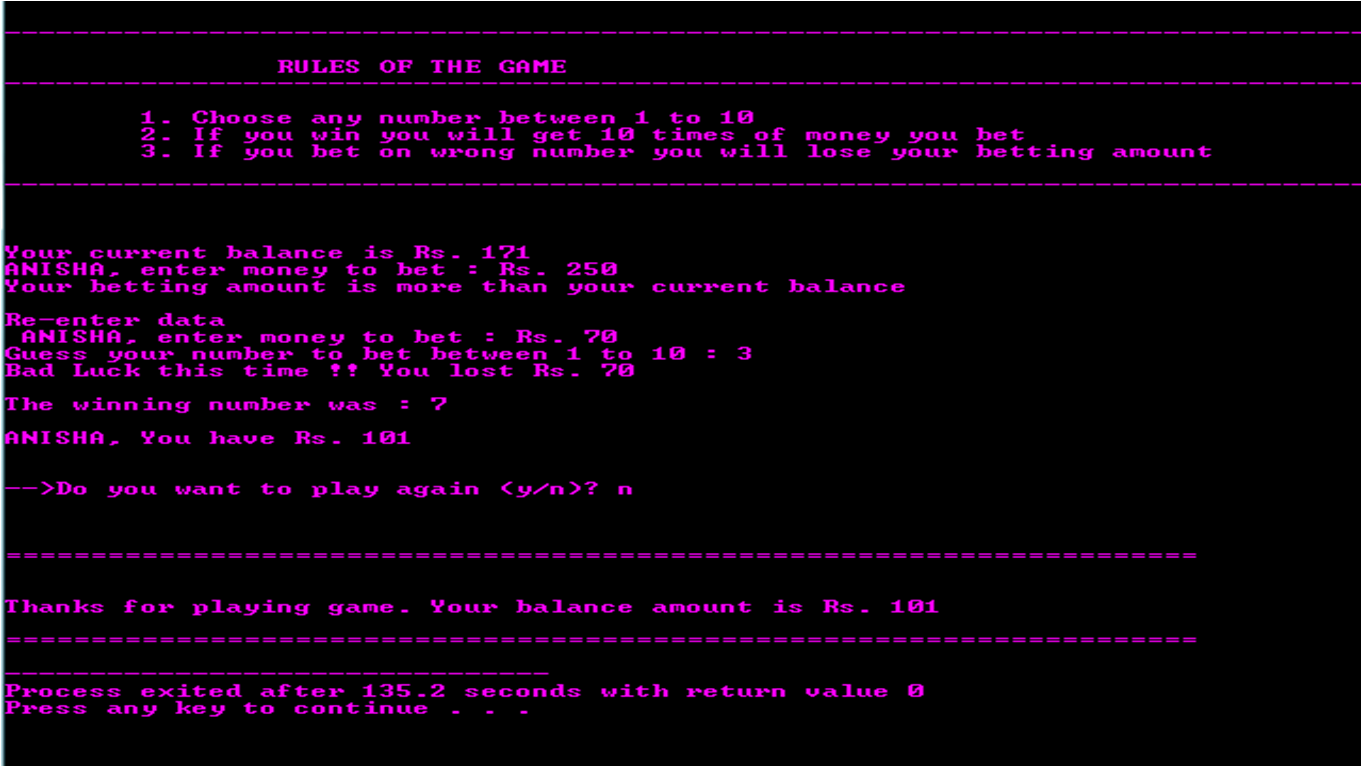 RULES OF THE GAME
1. Choose any number between 1 to 10
2. If you win you will get 10 times of money you bet
3. If you bet on wrong number you will lose your betting amount
Your current balance is Rs. 171
ANISHA, enter money to bet : Rs. 250
Your betting amount is more than your current balance
Re-enter data
ANISHA, enter money to bet : Rs. 70
Guess your number to bet between 1 to 10 : 3
Bad Luck this time !! You lost Rs. 70
The winning number was : 7
ANISHA, You have Rs. 101
-->Do you want to play again (y/n)? n
======================================================================
Thanks for playing game. Your balance amount is Rs. 101
======================================================================
--------------------------------
Process exited after 135.2 seconds with return value 0
Press any key to continue . . .